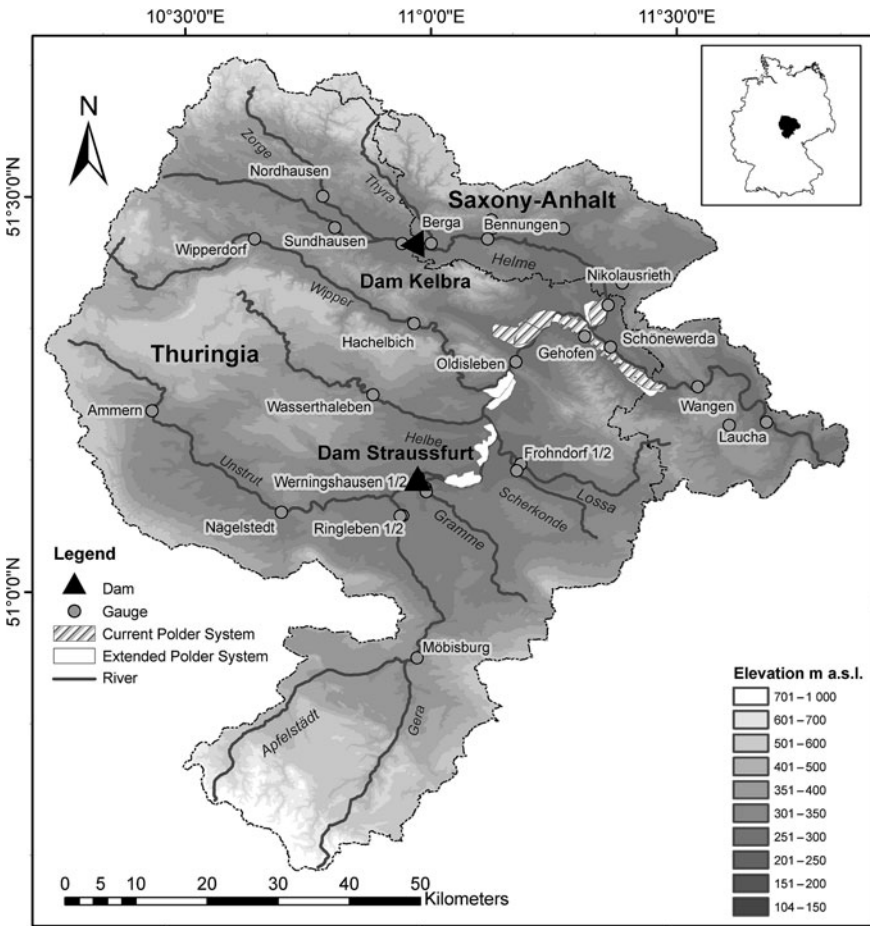 10°30'0"E
11°0'0"E
11°30'0"E
51°30'0"N
51°0'0"N
N
Zorge
Nordhausen
Thyra
Saxony-Anhalt
Berga
Bennungen
Sundhausen
Wipperdorf
Helme
Nikolausrieth
Dam Kelbra
Wipper
Hachelbich
Thuringia
Oldisleben
Gehofen
Schönewerda
Ammern
Wasserthaleben
Wangen
Laucha
Helbe
Dam Straussfurt
Frohndorf 1/2
Unstrut
Werningshausen 1/2
Lossa
Scherkonde
Nägelstedt
Ringleben 1/2
Gramme
Legend
Dam
Gauge
Current Polder System
Extended Polder System
River
Möbisburg
Apfelstädt
Gera
Elevation m a.s.l.
701–1 000
601–700
501–600
401–500
351–400
301–350
251–300
201–250
151–200
104–150
0 5 10 20 30 40 50
Kilometers